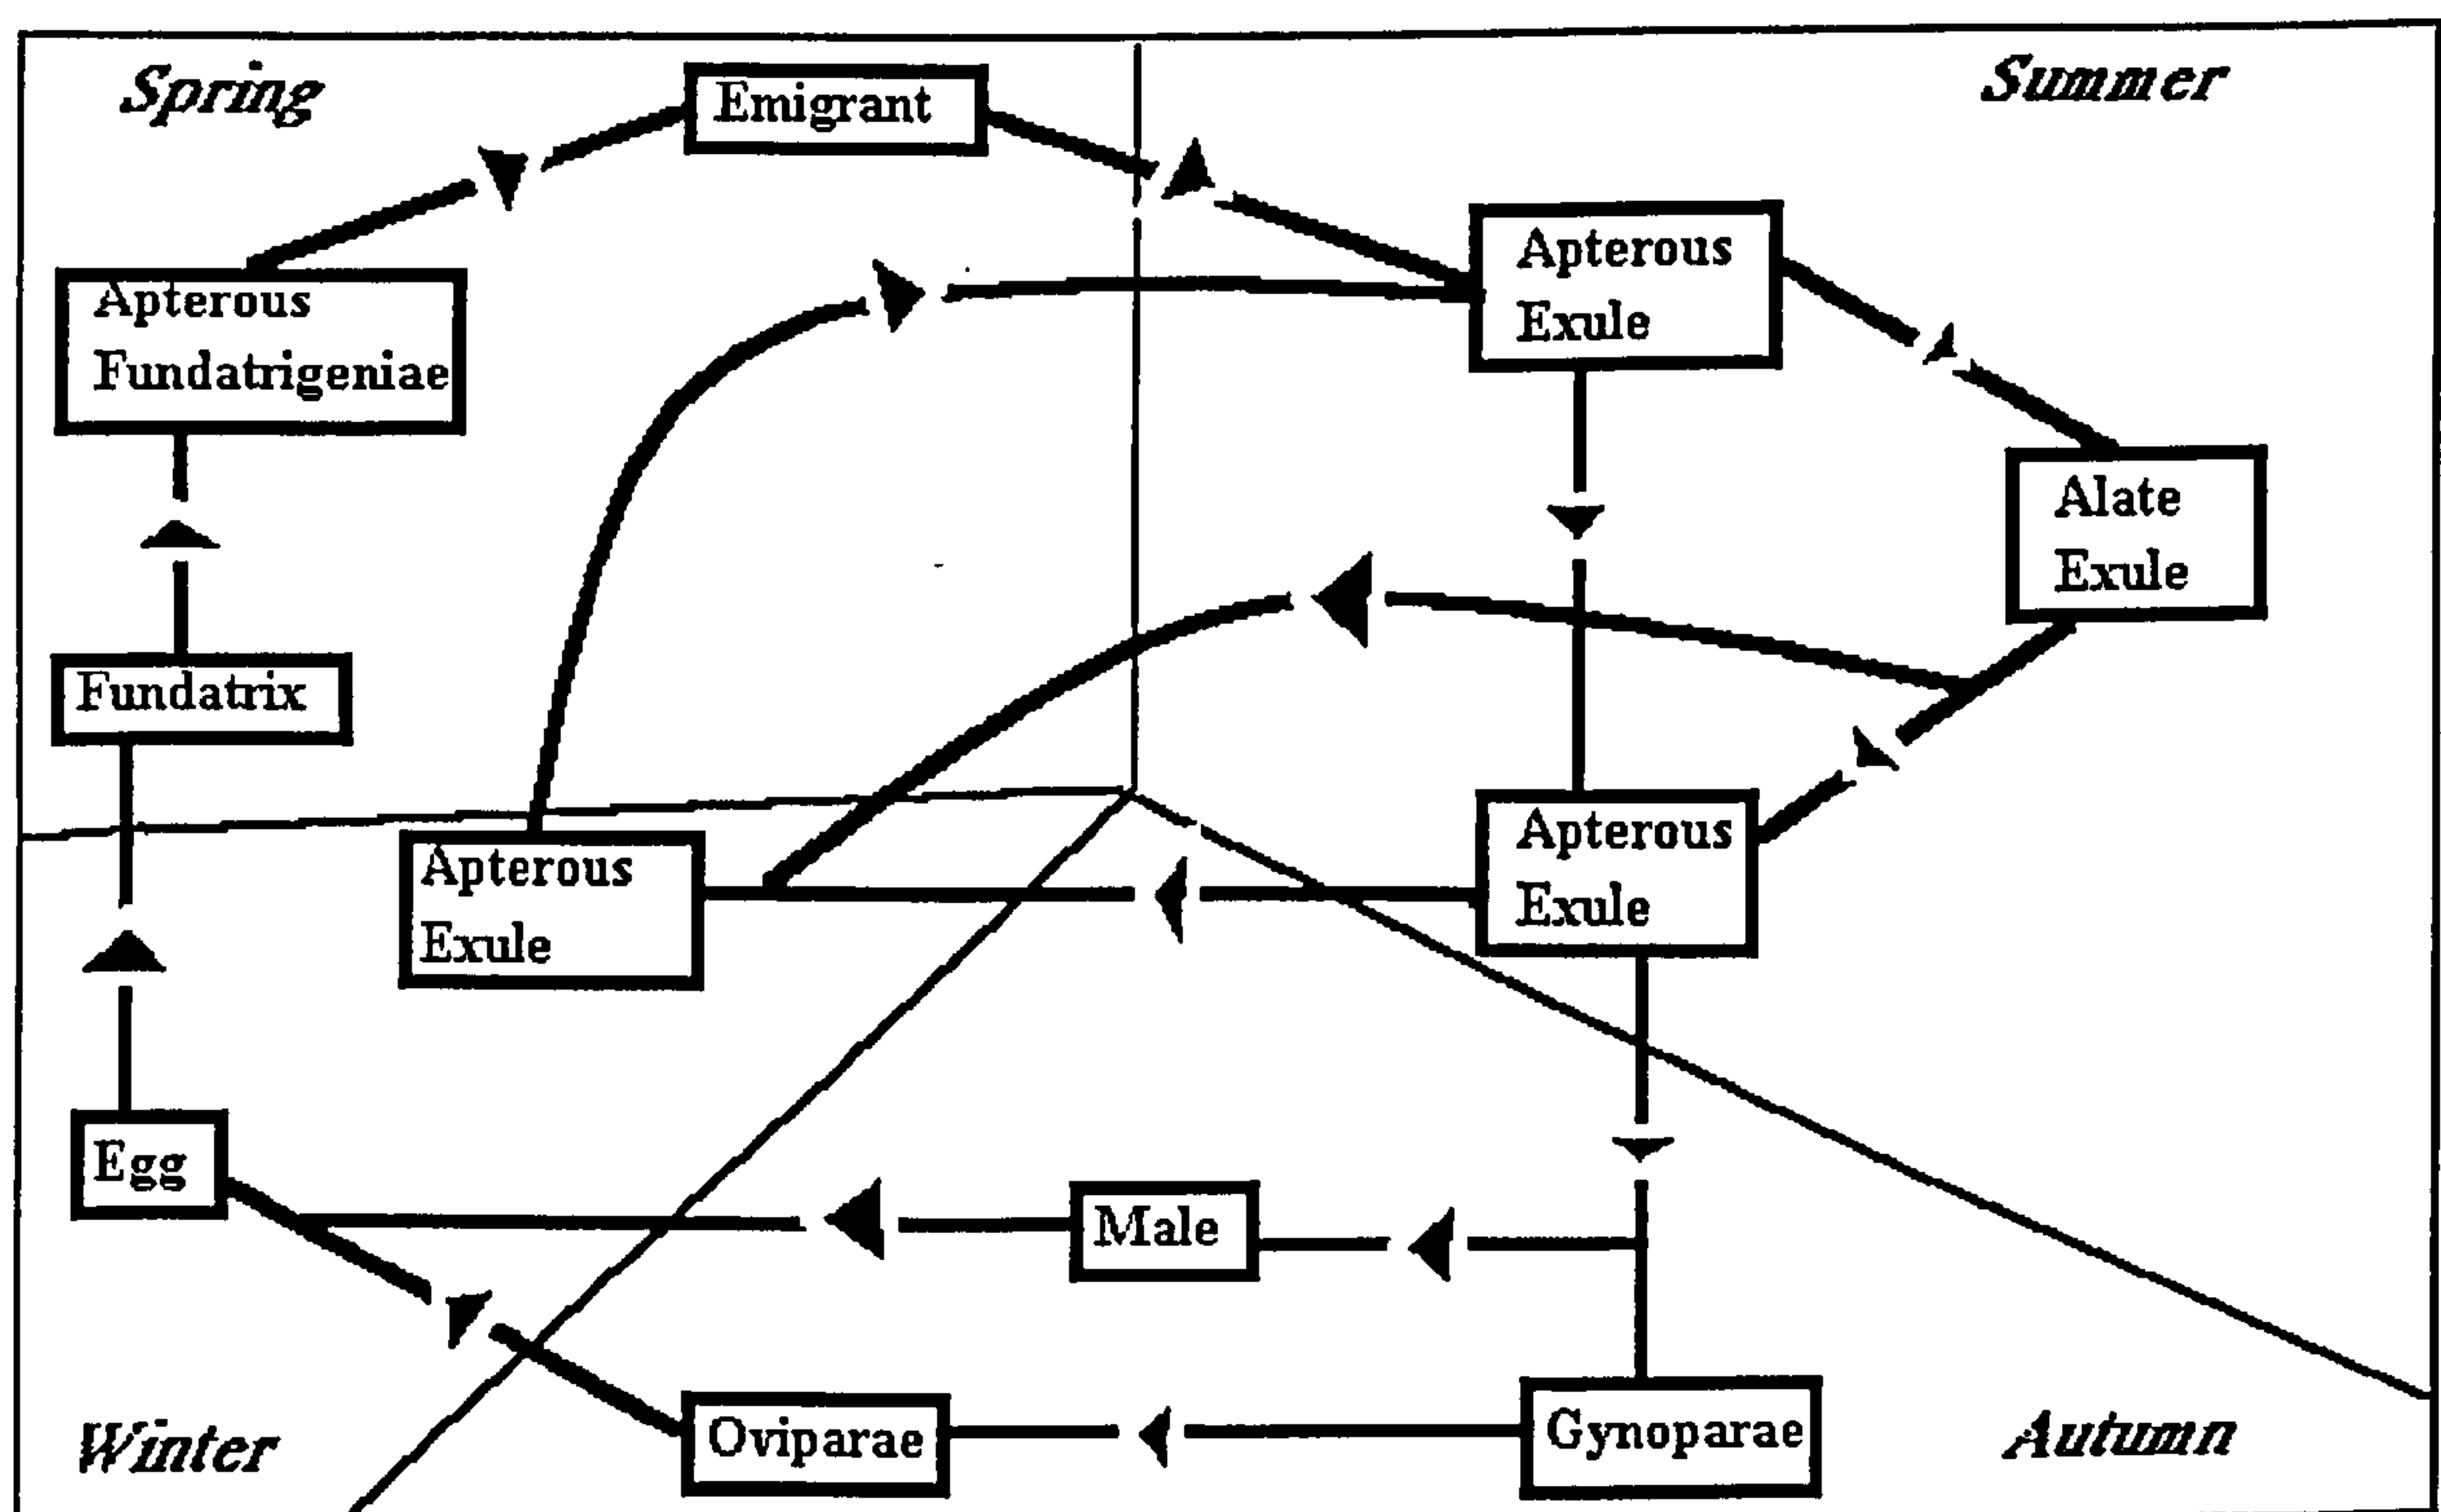 Spring
Summer
Emigrant
Apterous
Exule
Apterous
Fundatrigeniae
Alate
Exule
Fundatrix
Apterous
Exule
Apterous
Exule
Egg
Male
Oviparae
Gynoparae
Winter
Autumn